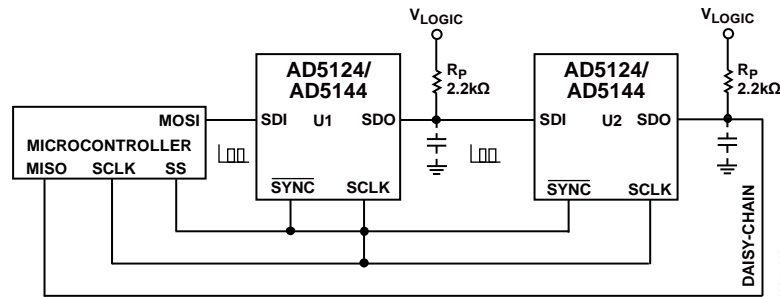 VLOGIC
VLOGIC
AD5124/
AD5144
RP
2.2kΩ
AD5124/
AD5144
RP
2.2kΩ
MOSI
SDI
U1
SDO
SDI
U2
SDO
MICROCONTROLLER
MISO
SCLK
SS
SYNC
SCLK
SYNC
SCLK
DAISY-CHAIN